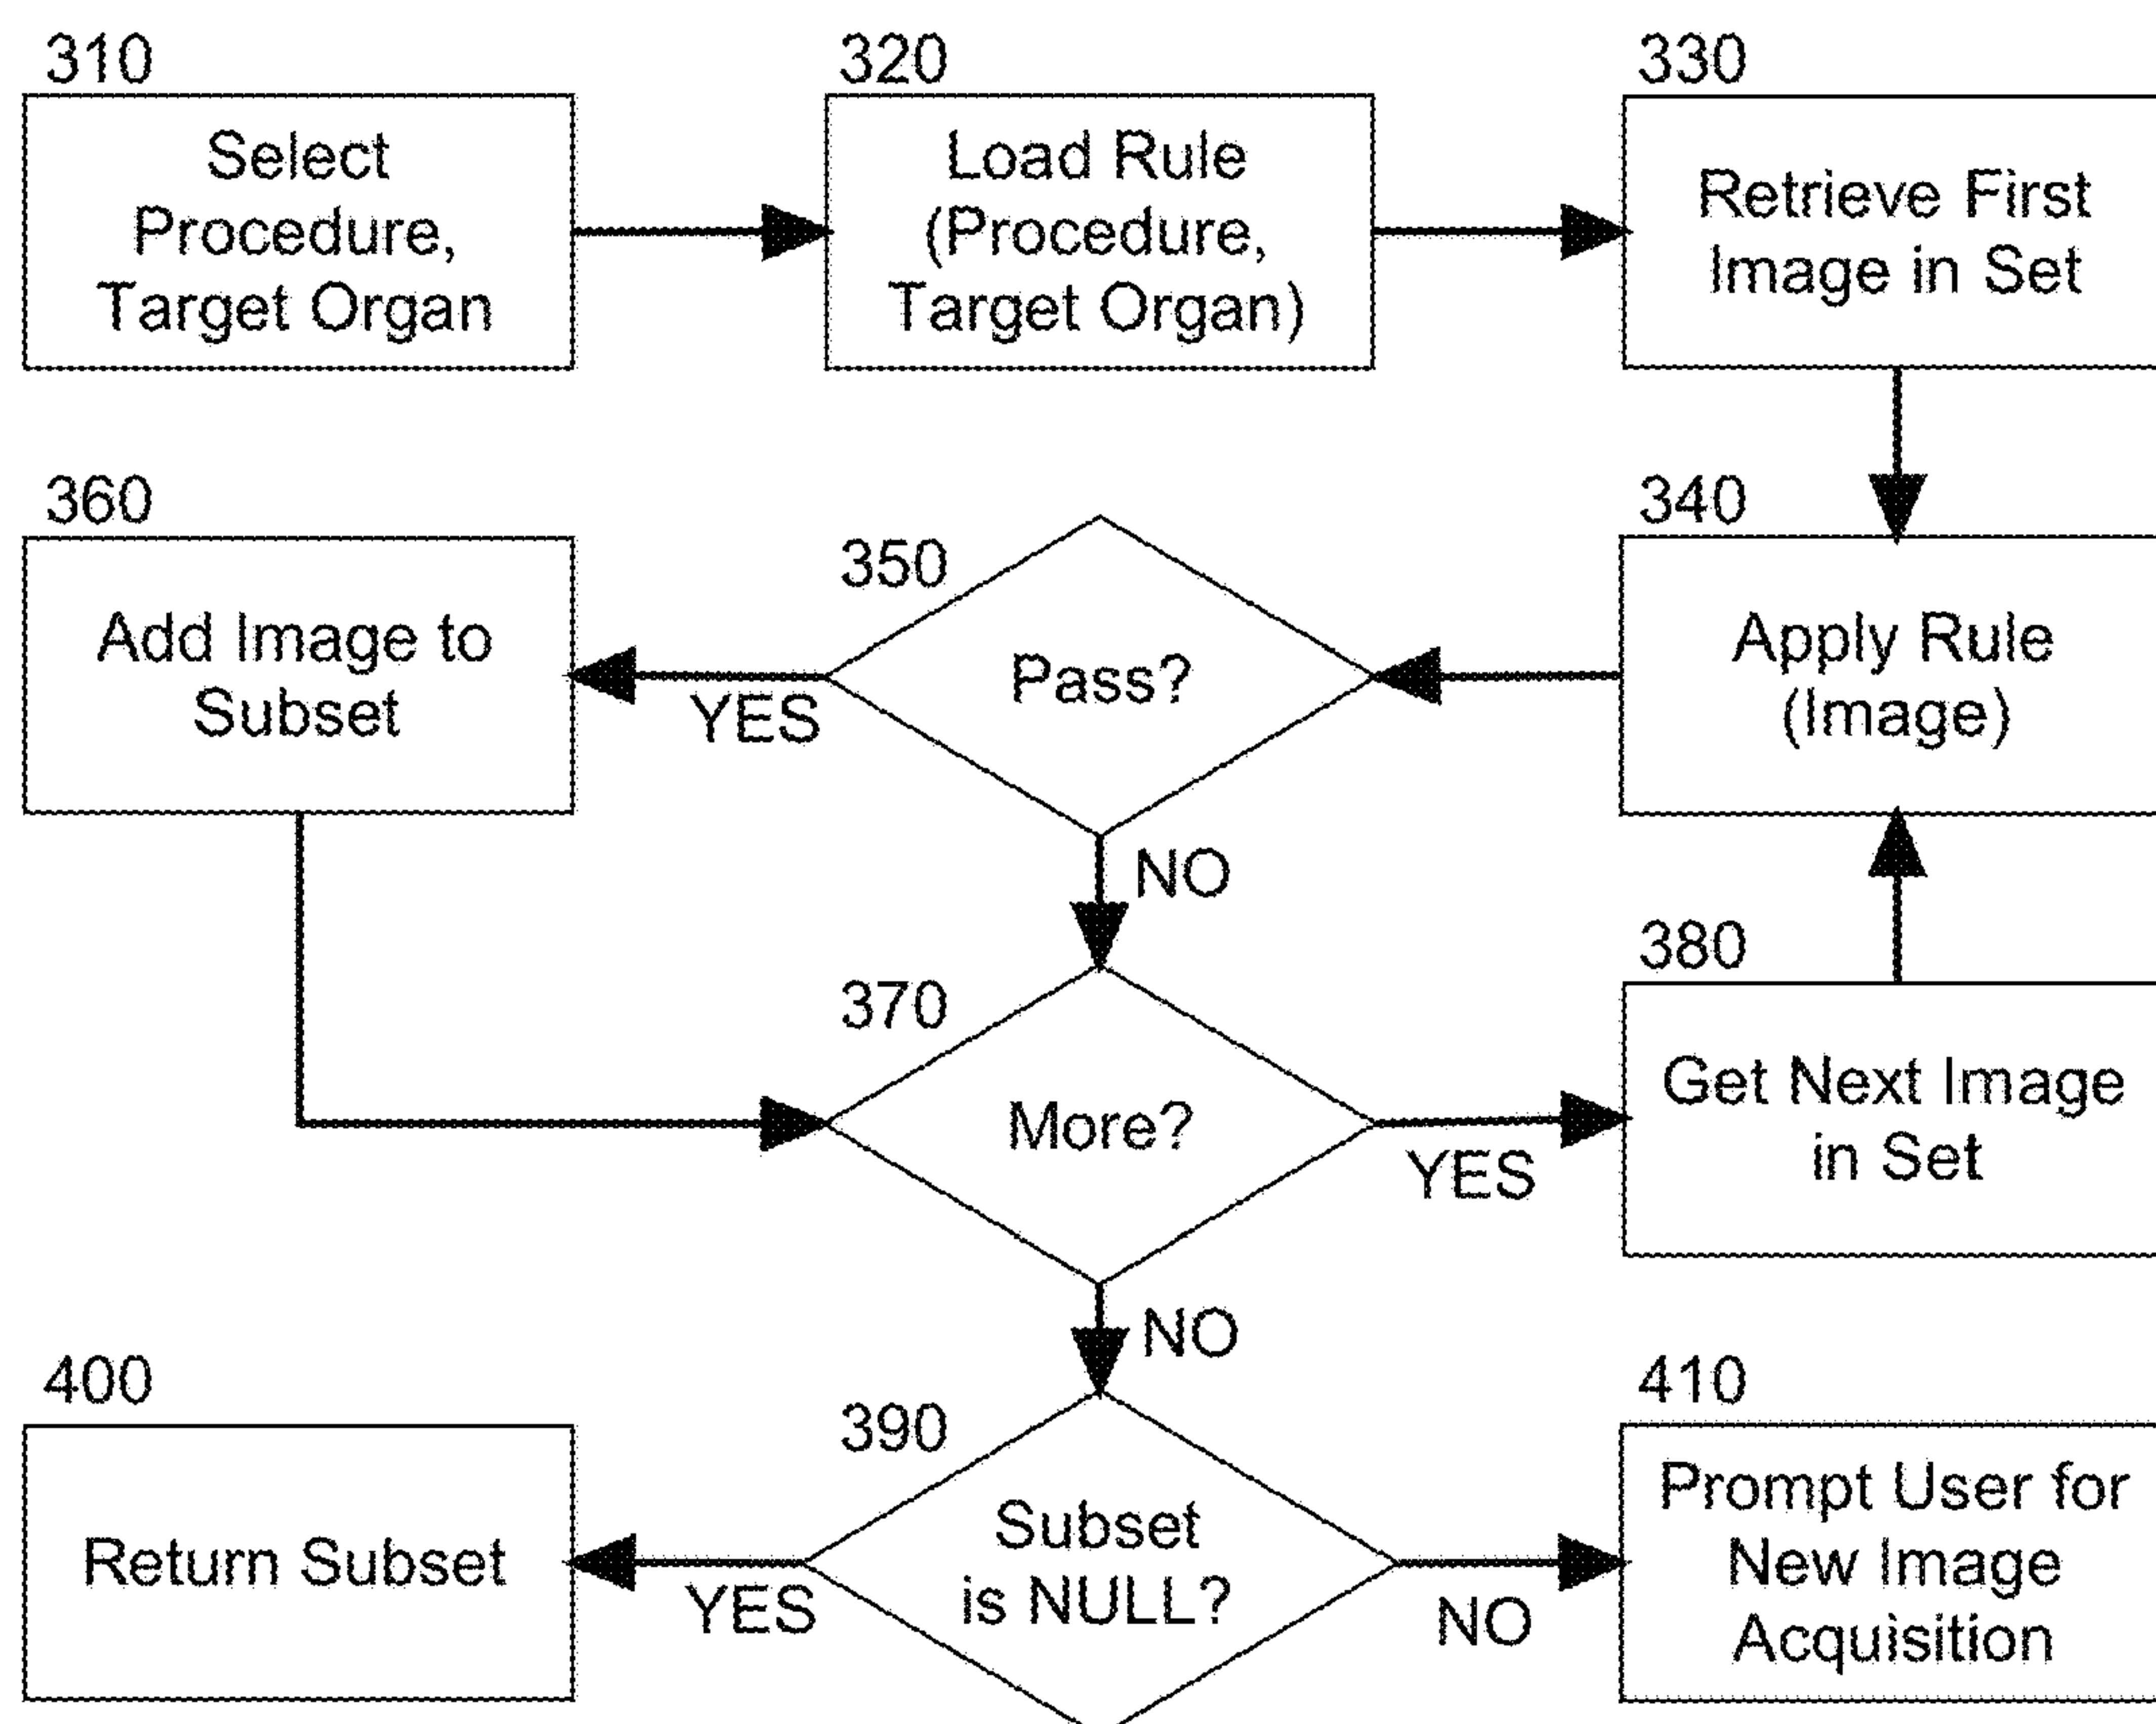 310
Select
Procedure,
Target Organ
320
Load Rule
(Procedure,
Target Organ)
330
Retrieve First
Image in Set
340
Apply Rule
(Image)
350
Pass?
YES
NO
360
Add Image to
Subset
370
More?
YES
NO
380
Get Next Image
in Set
390
Subset
is NULL?
YES
NO
400
Return Subset
410
Prompt User for
New Image
Acquisition